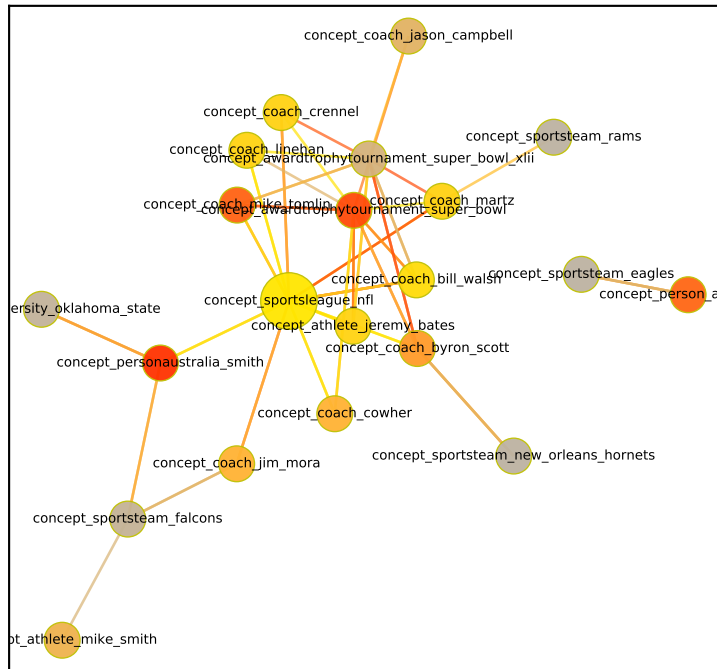 concept_coach_jason_campbell
concept_coach_crennel
concept_sportsteam_rams
concept_coach_linehan
concept_awardtrophytournament_super_bowl_xlii
concept_coach_martz
concept_coach_mike_tomlin
concept_awardtrophytournament_super_bowl
concept_sportsteam_eagles
concept_coach_bill_walsh
concept_person_a
concept_sportsleague_nfl
ersity_oklahoma_state
concept_athlete_jeremy_bates
concept_coach_byron_scott
concept_personaustralia_smith
concept_coach_cowher
concept_sportsteam_new_orleans_hornets
concept_coach_jim_mora
concept_sportsteam_falcons
pt_athlete_mike_smith